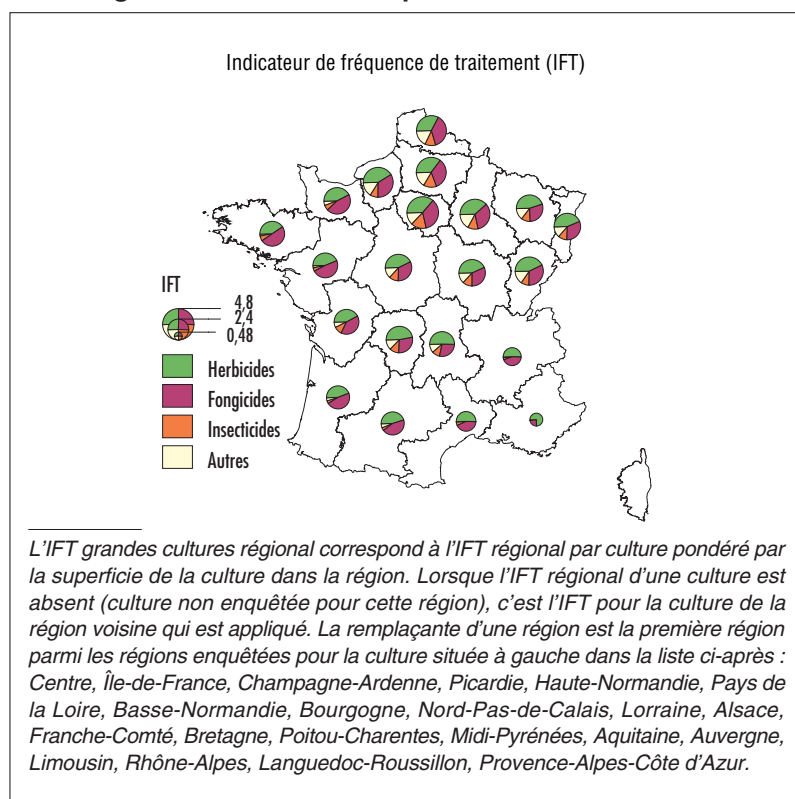 Indicateur de fréquence de traitement (IFT)
IFT
4,8
2,4
0,48
Herbicides
Fongicides
Insecticides
Autres
L'IFT grandes cultures régional correspond à l'IFT régional par culture pondéré par
la superficie de la culture dans la région. Lorsque l'IFT régional d'une culture est
absent (culture non enquêtée pour cette région), c'est l'IFT pour la culture de la
région voisine qui est appliqué. La remplaçante d'une région est la première région
parmi les régions enquêtées pour la culture située à gauche dans la liste ci-après :
Centre, Île-de-France, Champagne-Ardenne, Picardie, Haute-Normandie, Pays de
la Loire, Basse-Normandie, Bourgogne, Nord-Pas-de-Calais, Lorraine, Alsace,
Franche-Comté, Bretagne, Poitou-Charentes, Midi-Pyrénées, Aquitaine, Auvergne,
Limousin, Rhône-Alpes, Languedoc-Roussillon, Provence-Alpes-Côte d'Azur.